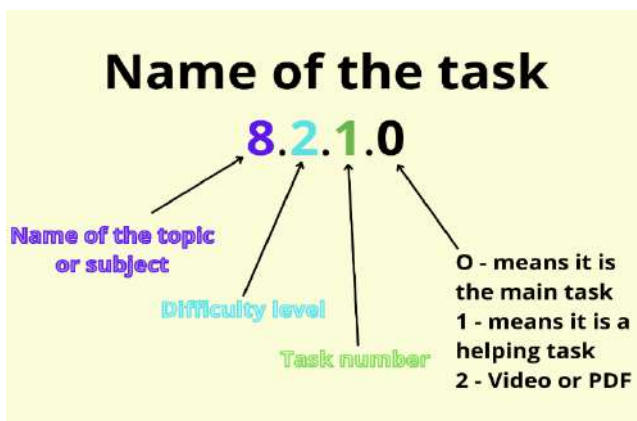 Name of the task
8.2.1.0
Name of the topic
or subject
Difficulty level
Task number
O - means it is
the main task
1 - means it is a
helping task
2 - Video or PDF